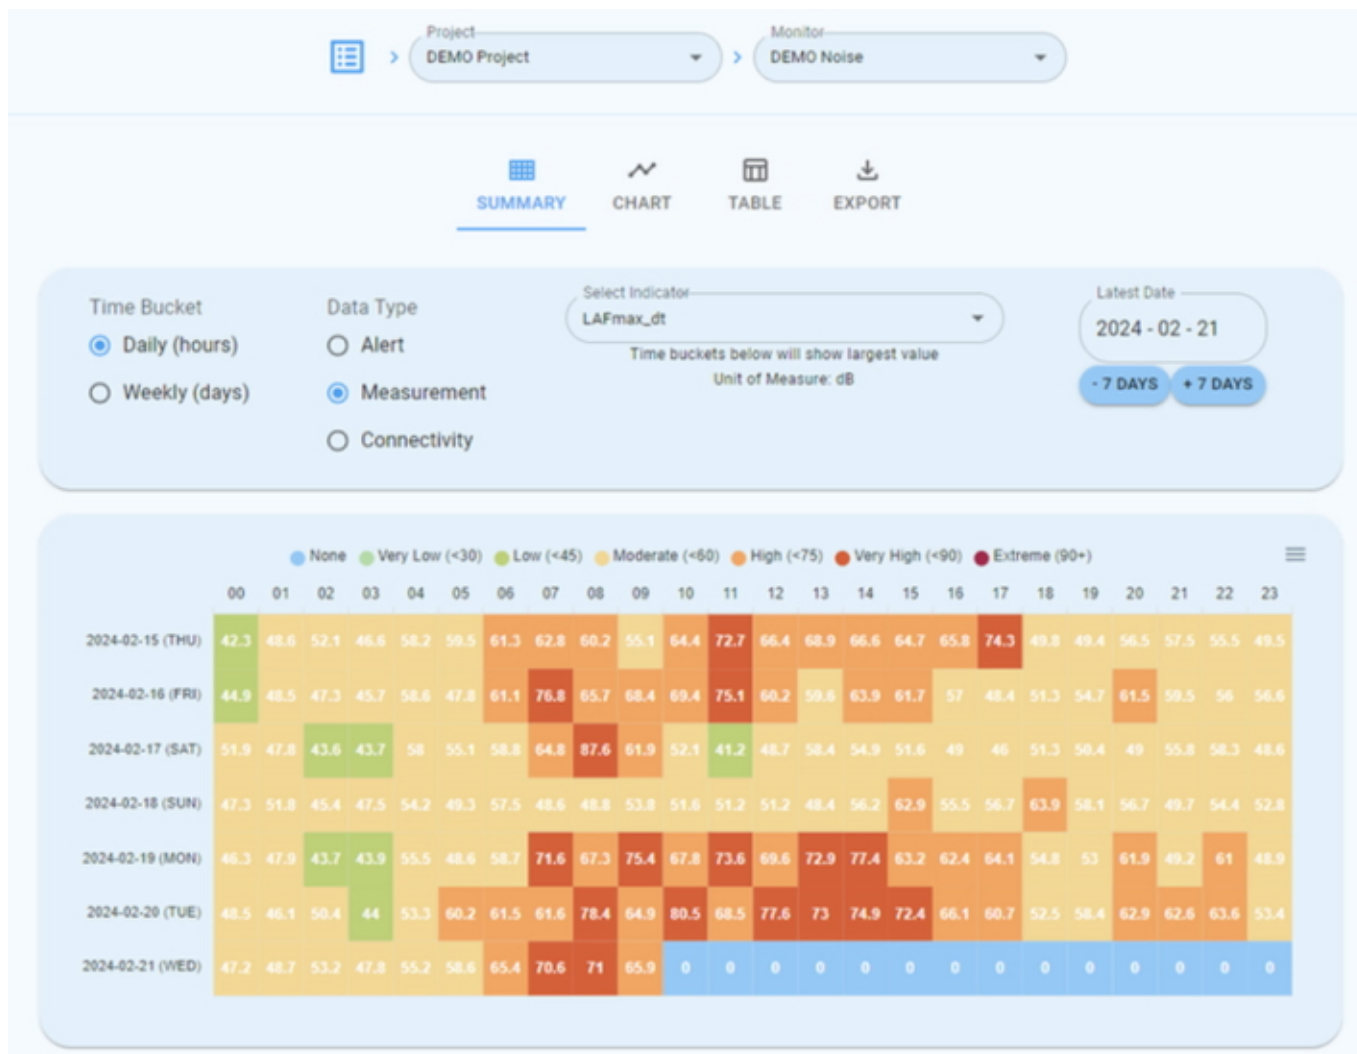 Project
DEMO Project
Monitor
DEMO Noise
SUMMARY CHART TABLE EXPORT
Time Bucket
Daily (hours)
Weekly (days)
Data Type
Alert
Measurement
Connectivity
Select Indicator
LAFmax_dt
Time buckets below will show largest value
Unit of Measure: dB
Latest Date
2024 - 02 - 21
- 7 DAYS + 7 DAYS
None Very Low (<30) Low (<45) Moderate (<60) High (<75) Very High (<90) Extreme (90+)
00 01 02 03 04 05 06 07 08 09 10 11 12 13 14 15 16 17 18 19 20 21 22 23
2024-02-15 (THU) 42.3 48.6 52.1 46.6 58.2 59.5 61.3 62.8 60.2 55.1 64.4 72.7 66.4 68.9 66.6 64.7 65.8 74.3 49.8 49.4 56.5 57.5 55.5 49.5
2024-02-16 (FRI) 44.9 48.5 47.3 45.7 58.6 47.8 61.1 76.8 65.7 68.4 69.4 75.1 60.2 59.6 63.9 61.7 57 48.4 51.3 54.7 61.5 59.5 56 56.6
2024-02-17 (SAT) 51.9 47.8 43.6 43.7 58 55.1 58.8 64.8 87.6 61.9 52.1 41.2 48.7 58.4 54.9 51.6 49 46 51.3 50.4 49 55.8 58.3 48.6
2024-02-18 (SUN) 47.3 51.8 45.4 47.5 54.2 49.3 57.5 48.6 48.8 53.8 51.6 51.2 51.2 48.4 56.2 62.9 55.5 56.7 63.9 58.1 56.7 49.7 54.4 52.8
2024-02-19 (MON) 46.3 47.9 43.7 43.9 55.5 48.6 58.7 71.6 67.3 75.4 67.8 73.6 69.6 72.9 77.4 63.2 62.4 64.1 54.8 53 61.9 49.2 61 48.9
2024-02-20 (TUE) 48.5 46.1 50.4 44 53.3 60.2 61.5 61.6 78.4 64.9 80.5 68.5 77.6 73 74.9 72.4 66.1 60.7 52.5 58.4 62.9 62.6 63.6 53.4
2024-02-21 (WED) 47.2 48.7 53.2 47.8 55.2 58.6 65.4 70.6 71 65.9 0 0 0 0 0 0 0 0 0 0 0 0 0 0